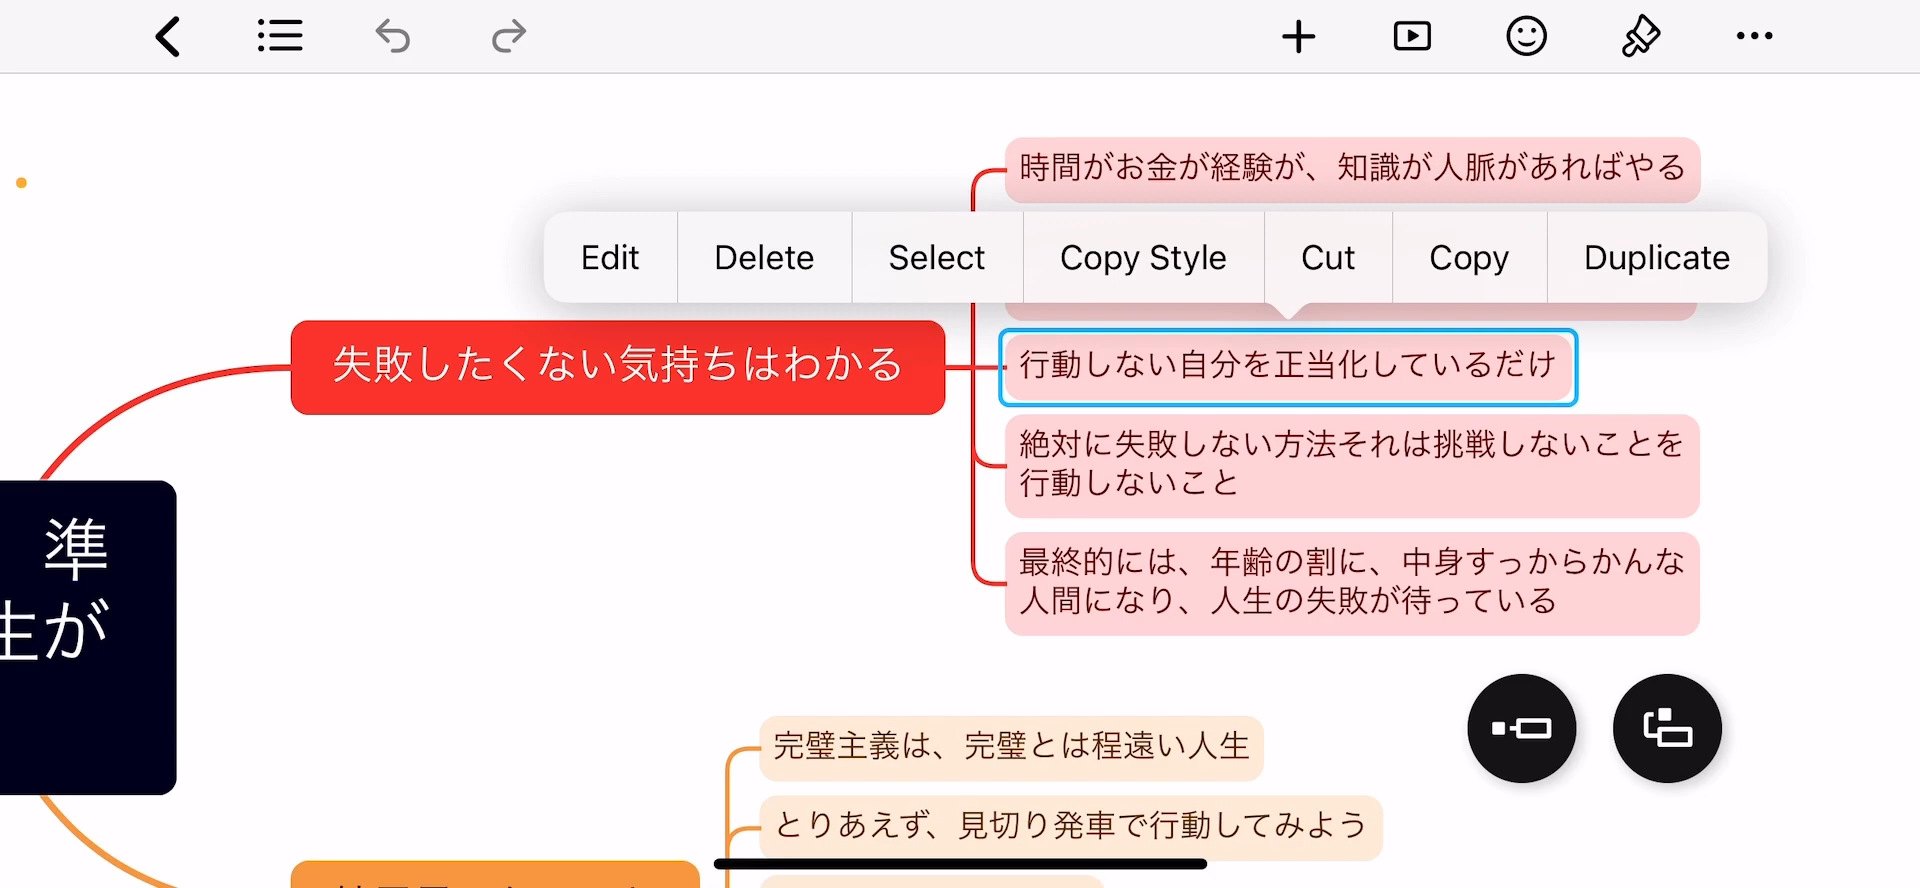 時間がお金が経験が、知識が人脈があればやる
Edit
Delete
Select
Copy Style
Cut
Copy
Duplicate
失敗したくない気持ちはわかる
行動しない自分を正当化しているだけ
絶対に失敗しない方法それは挑戦しないことを
行動しないこと
最終的には、年齢の割に、中身すっからかんな
人間になり、人生の失敗が待っている
準
生が
完璧主義は、完璧とは程遠い人生
とりあえず、見切り発車で行動してみよう